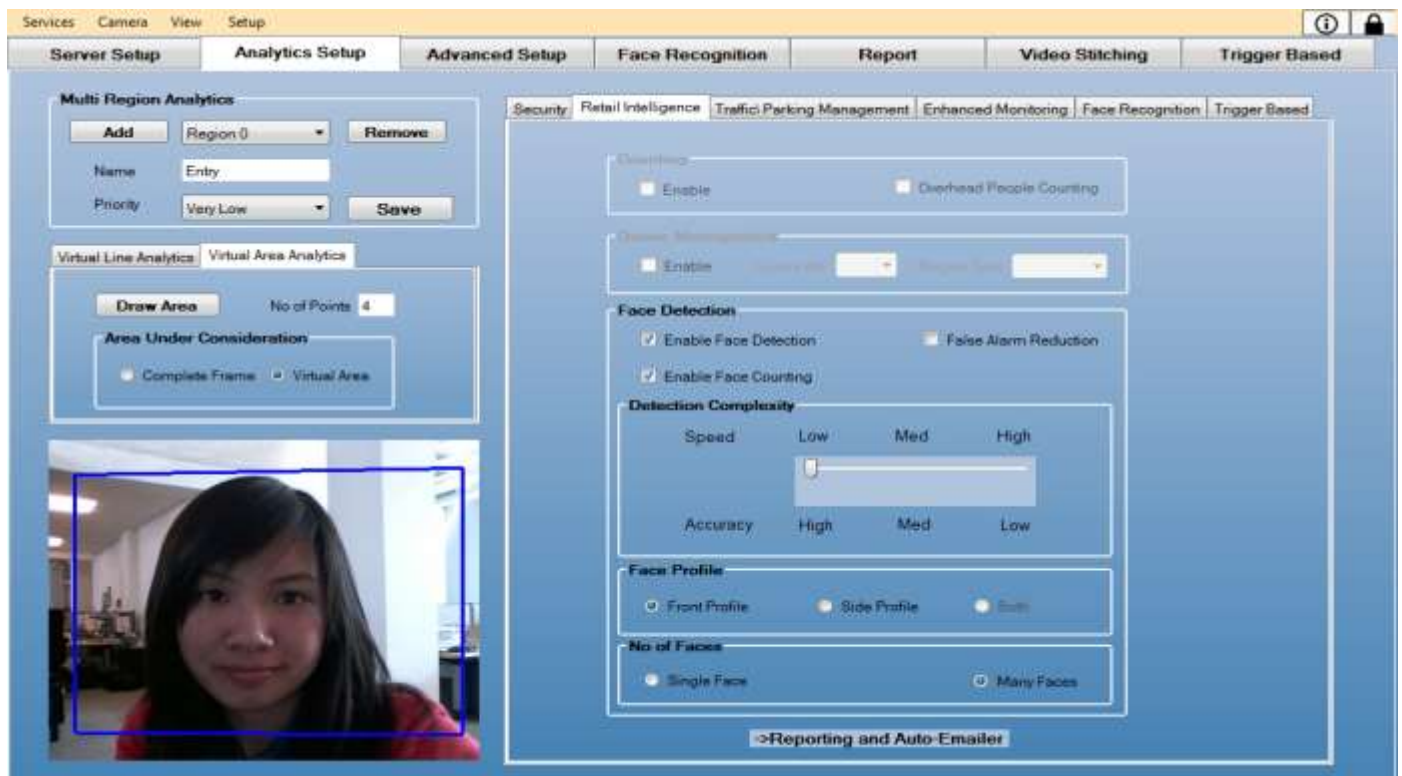 Services Camera View Setup
Server Setup Analytics Setup Advanced Setup Face Recognition Report Video Stitching Trigger Based
Multi Region Analytics
Add Region 0 Remove
Name Entry
Priority Very Low Save
Virtual Line Analytics Virtual Area Analytics
Draw Area No of Points 4
Area Under Consideration
Complete Frame Virtual Area
Security Retail Intelligence Traffic\Parking Management Enhanced Monitoring Face Recognition Trigger Based
Counting
Enable Overhead People Counting
Queue Management
Enable
Face Detection
Enable Face Detection False Alarm Reduction
Enable Face Counting
Detection Complexity
Speed Low Med High
Accuracy High Med Low
Face Profile
Front Profile Side Profile Both
No of Faces
Single Face Many Faces
->Reporting and Auto-Emailer